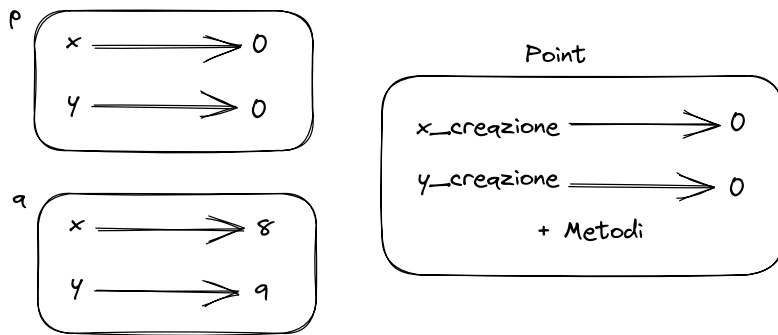 p
x 0
y 0
q
x 8
y 9
Point
x_creazione 0
y_creazione 0
+ Metodi